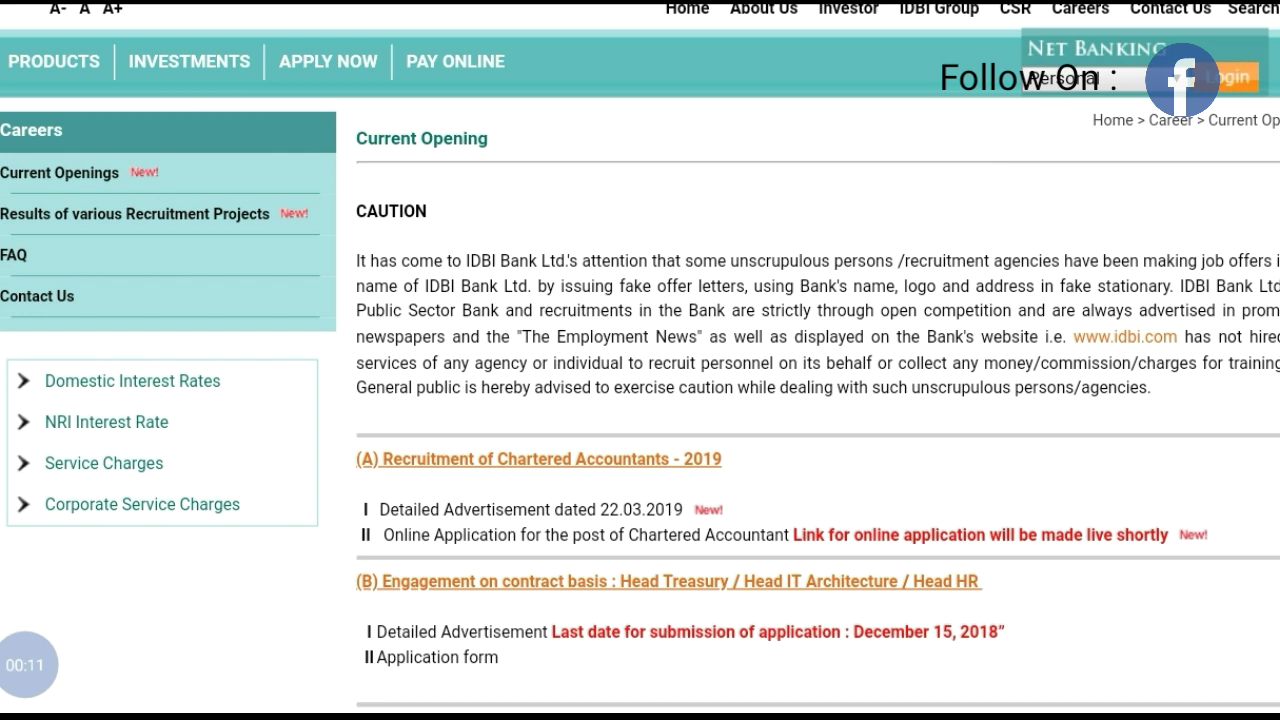 A- A A+
Home About Us Investor IDBI Group CSR Careers Contact Us Search
PRODUCTS INVESTMENTS APPLY NOW PAY ONLINE
NET BANKING
Follow On :
Personal
Login
Home > Career > Current Op
Careers
Current Openings New!
Results of various Recruitment Projects New!
FAQ
Contact Us
Domestic Interest Rates
NRI Interest Rate
Service Charges
Corporate Service Charges
Current Opening
CAUTION
It has come to IDBI Bank Ltd.'s attention that some unscrupulous persons /recruitment agencies have been making job offers i
name of IDBI Bank Ltd. by issuing fake offer letters, using Bank's name, logo and address in fake stationary. IDBI Bank Ltd
Public Sector Bank and recruitments in the Bank are strictly through open competition and are always advertised in prom
newspapers and the "The Employment News" as well as displayed on the Bank's website i.e. www.idbi.com has not hired
services of any agency or individual to recruit personnel on its behalf or collect any money/commission/charges for training
General public is hereby advised to exercise caution while dealing with such unscrupulous persons/agencies.
(A) Recruitment of Chartered Accountants - 2019
I Detailed Advertisement dated 22.03.2019 New!
II Online Application for the post of Chartered Accountant Link for online application will be made live shortly New!
(B) Engagement on contract basis : Head Treasury / Head IT Architecture / Head HR
I Detailed Advertisement Last date for submission of application : December 15, 2018”
II Application form
00:11